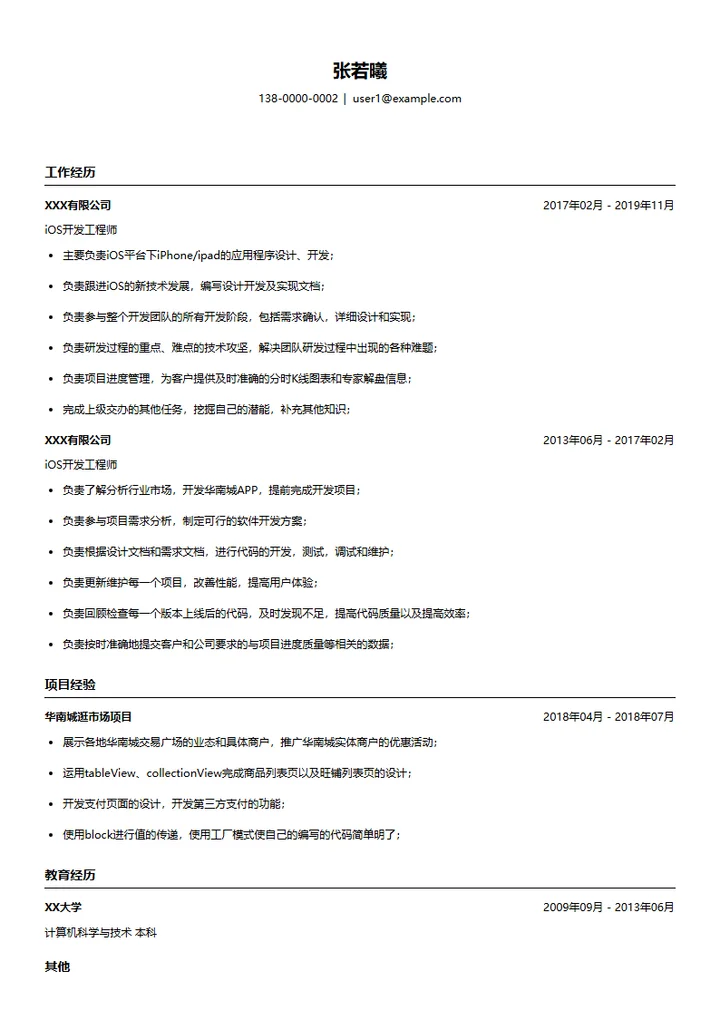 张若曦
138-0000-0002 | user1@example.com
工作经历
XXX有限公司 2017年02月 - 2019年11月
iOS开发工程师
• 主要负责iOS平台下iPhone/ipad的应用程序设计、开发;
• 负责跟进iOS的新技术发展，编写设计开发及实现文档;
• 负责参与整个开发团队的所有开发阶段，包括需求确认，详细设计和实现;
• 负责研发过程的重点、难点的技术攻坚，解决团队研发过程中出现的各种难题;
• 负责项目进度管理，为客户提供及时准确的分时K线图表和专家解盘信息;
• 完成上级交办的其他任务，挖掘自己的潜能，补充其他知识;
XXX有限公司 2013年06月 - 2017年02月
iOS开发工程师
• 负责了解分析行业市场，开发华南城APP，提前完成开发项目;
• 负责参与项目需求分析，制定可行的软件开发方案;
• 负责根据设计文档和需求文档，进行代码的开发，测试，调试和维护;
• 负责更新维护每一个项目，改善性能，提高用户体验;
• 负责回顾检查每一个版本上线后的代码，及时发现不足，提高代码质量以及提高效率;
• 负责按时准确地提交客户和公司要求的与项目进度质量等相关的数据;
项目经验
华南城逛市场项目 2018年04月 - 2018年07月
• 展示各地华南城交易广场的业态和具体商户，推广华南城实体商户的优惠活动;
• 运用tableView、collectionView完成商品列表页以及旺铺列表页的设计;
• 开发支付页面的设计，开发第三方支付的功能;
• 使用block进行值的传递，使用工厂模式使自己的编写的代码简单明了;
教育经历
XX大学 2009年09月 - 2013年06月
计算机科学与技术 本科
其他